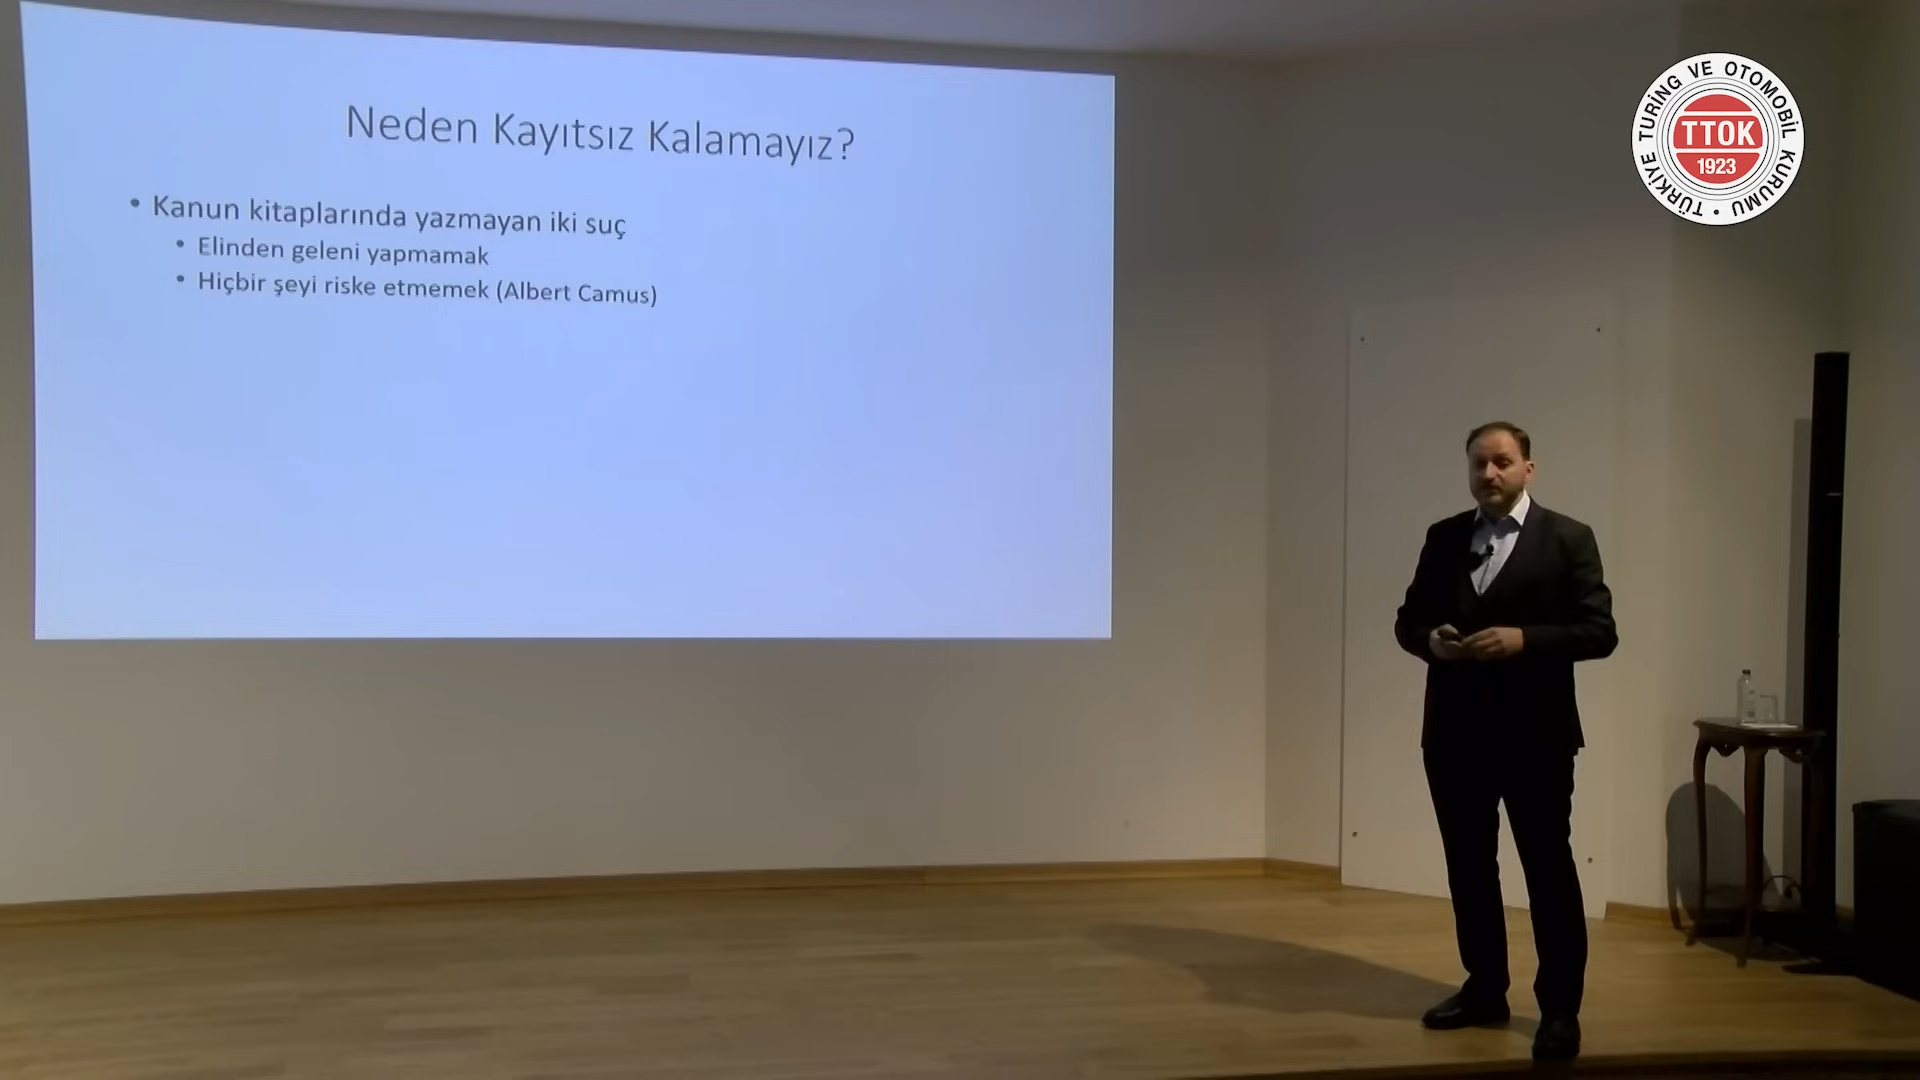 Neden Kayıtsız Kalamayız?
• Kanun kitaplarında yazmayan iki suç
• Elinden geleni yapmamak
• Hiçbir şeyi riske etmemek (Albert Camus)
TÜRKİYE TURİNG VE OTOMOBİL KURUMU •
TTOK
1923